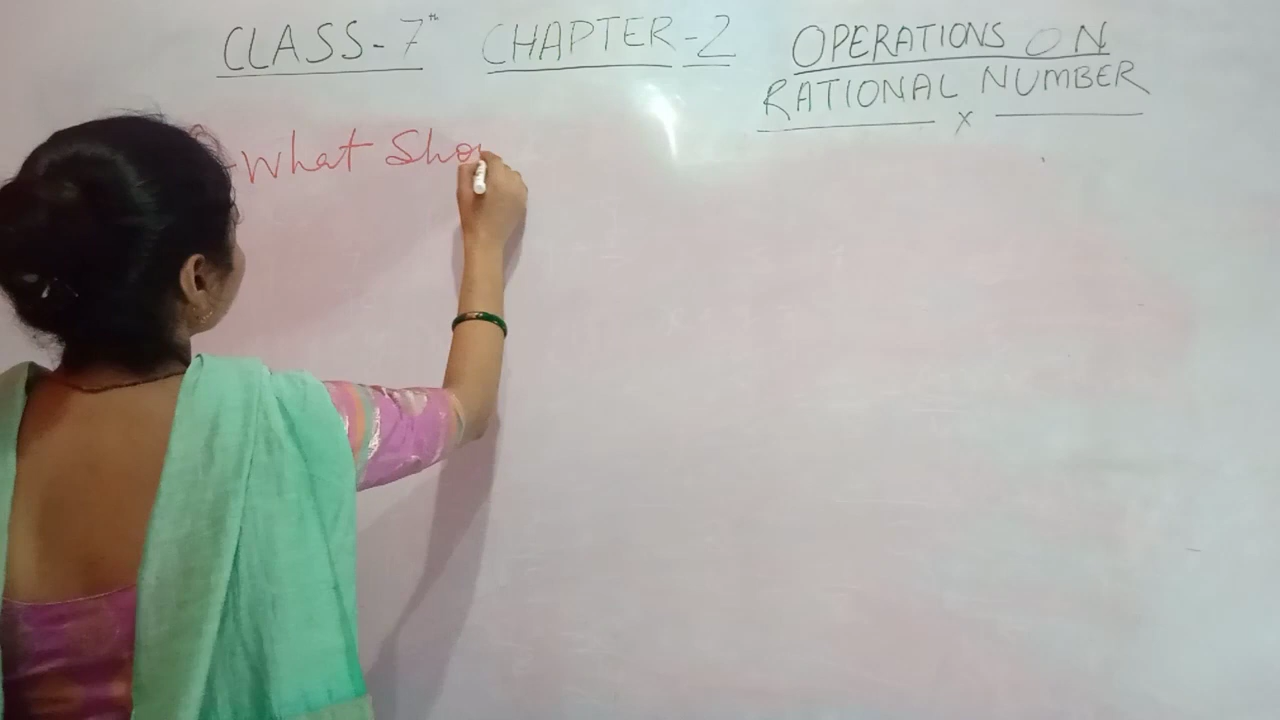 CLASS-7th CHAPTER-2 OPERATIONS ON
RATIONAL NUMBER
x
What Sho